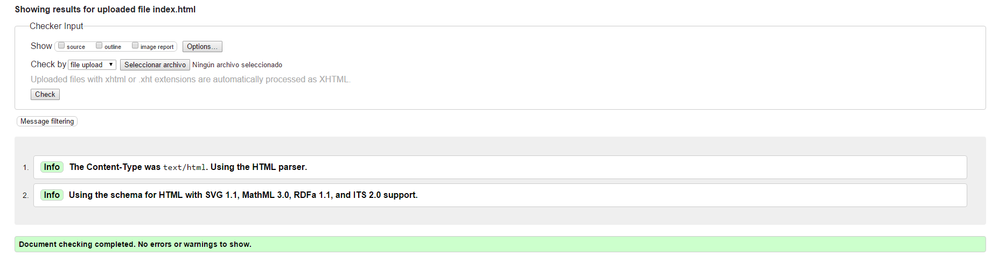 Showing results for uploaded file index.html
Checker Input
Show source outline image report Options...
Check by file upload Seleccionar archivo Ningún archivo seleccionado
Uploaded files with xhtml or .xht extensions are automatically processed as XHTML.
Check
Message filtering
1. Info The Content-Type was text/html. Using the HTML parser.
2. Info Using the schema for HTML with SVG 1.1, MathML 3.0, RDFa 1.1, and ITS 2.0 support.
Document checking completed. No errors or warnings to show.